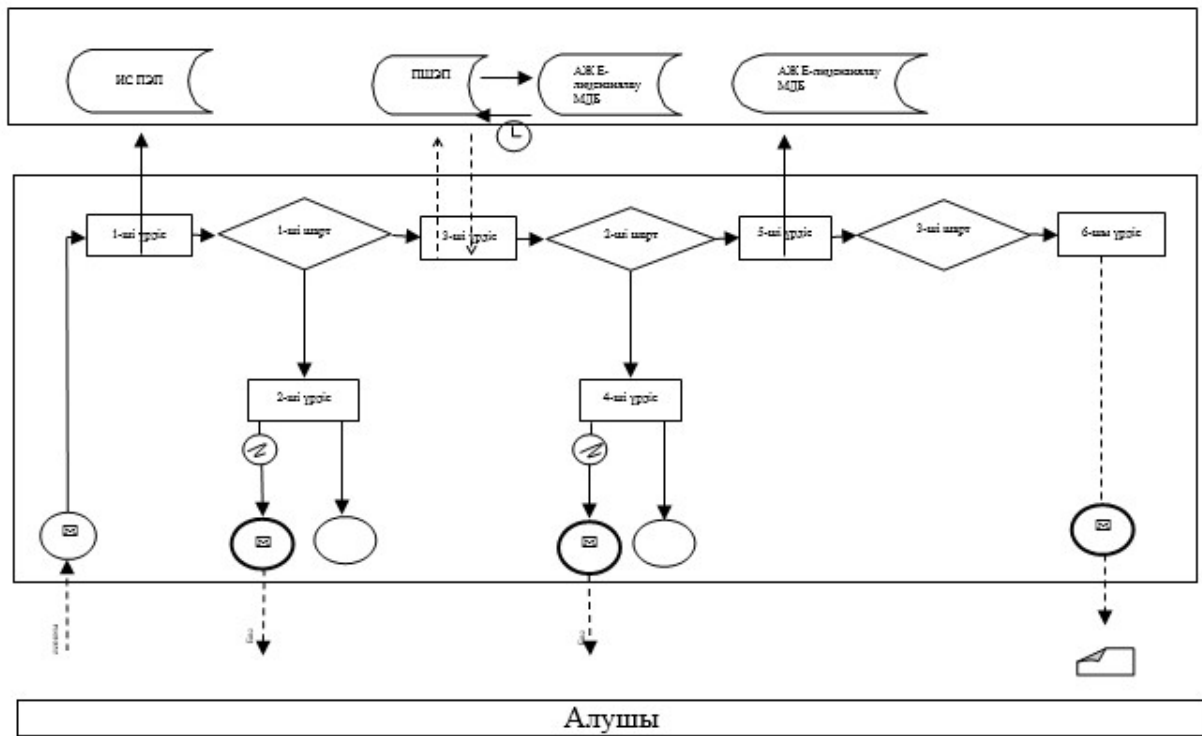 ИС ПЭП
ПШЭП
АЖ Е-
лицензиялау
МДБ
АЖ Е-лицензиялау
МДБ
1-ші үрдіс
1-ші шарт
3-ші үрдіс
2-ші шарт
5-ші үрдіс
3-ші шарт
6-шы үрдіс
2-ші үрдіс
4-ші үрдіс
Алушы